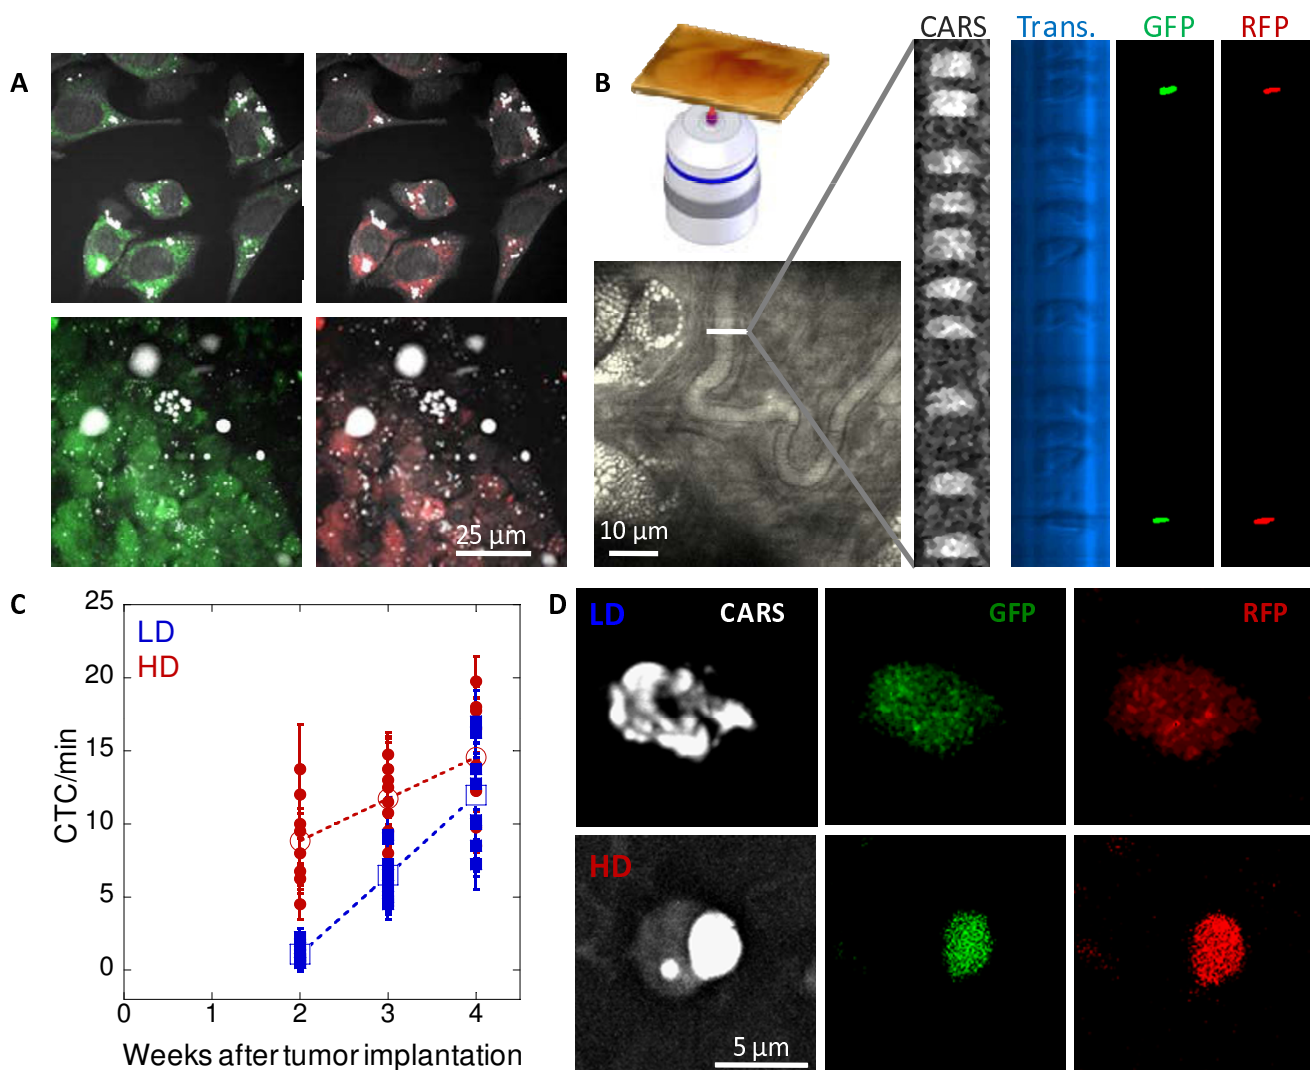 A
25 µm
B
CARS
Trans.
GFP
RFP
10 µm
C
25
20
15
10
5
0
CTC/min
LD
HD
0
1
2
3
4
Weeks after tumor implantation
D
LD
CARS
GFP
RFP
HD
5 µm